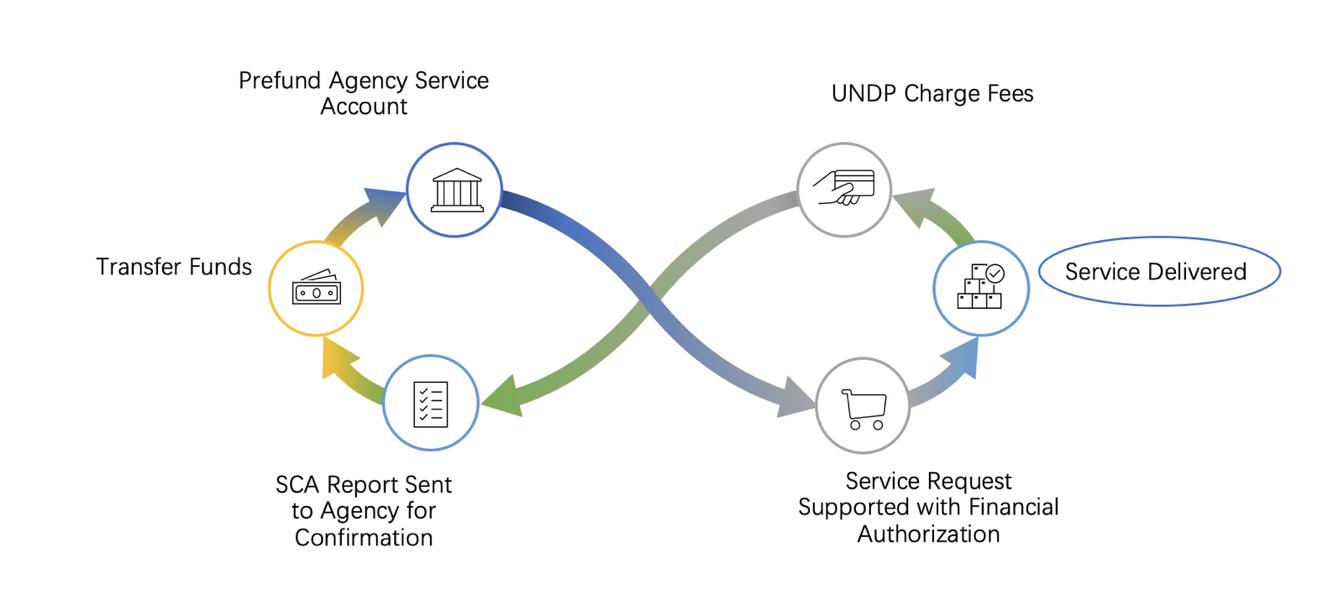 Prefund Agency Service
Account
UNDP Charge Fees
Transfer Funds
Service Delivered
SCA Report Sent
to Agency for
Confirmation
Service Request
Supported with Financial
Authorization